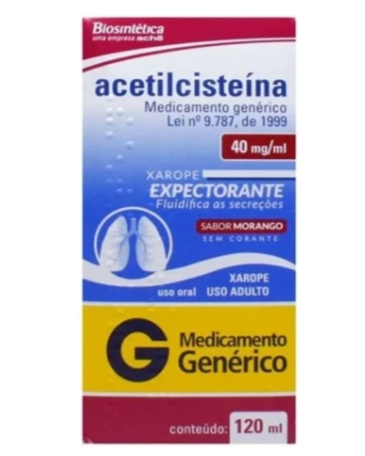 Biosintética
uma empresa achē
acetilcisteína
Medicamento genérico
Lei nº 9.787, de 1999
40 mg/ml
XAROPE
EXPECTORANTE
Fluidifica as secreções
SABOR MORANGO
SEM CORANTE
XAROPE
uso oral USO ADULTO
G Medicamento
Genérico
conteúdo: 120 ml